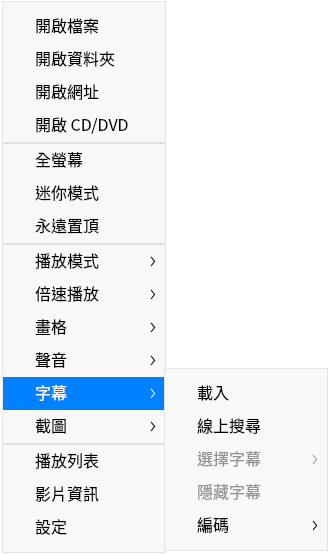 開啟檔案
開啟資料夾
開啟網址
開啟 CD/DVD
全螢幕
迷你模式
永遠置頂
播放模式
倍速播放
畫格
聲音
字幕
截圖
播放列表
影片資訊
設定
載入
線上搜尋
選擇字幕
隱藏字幕
編碼